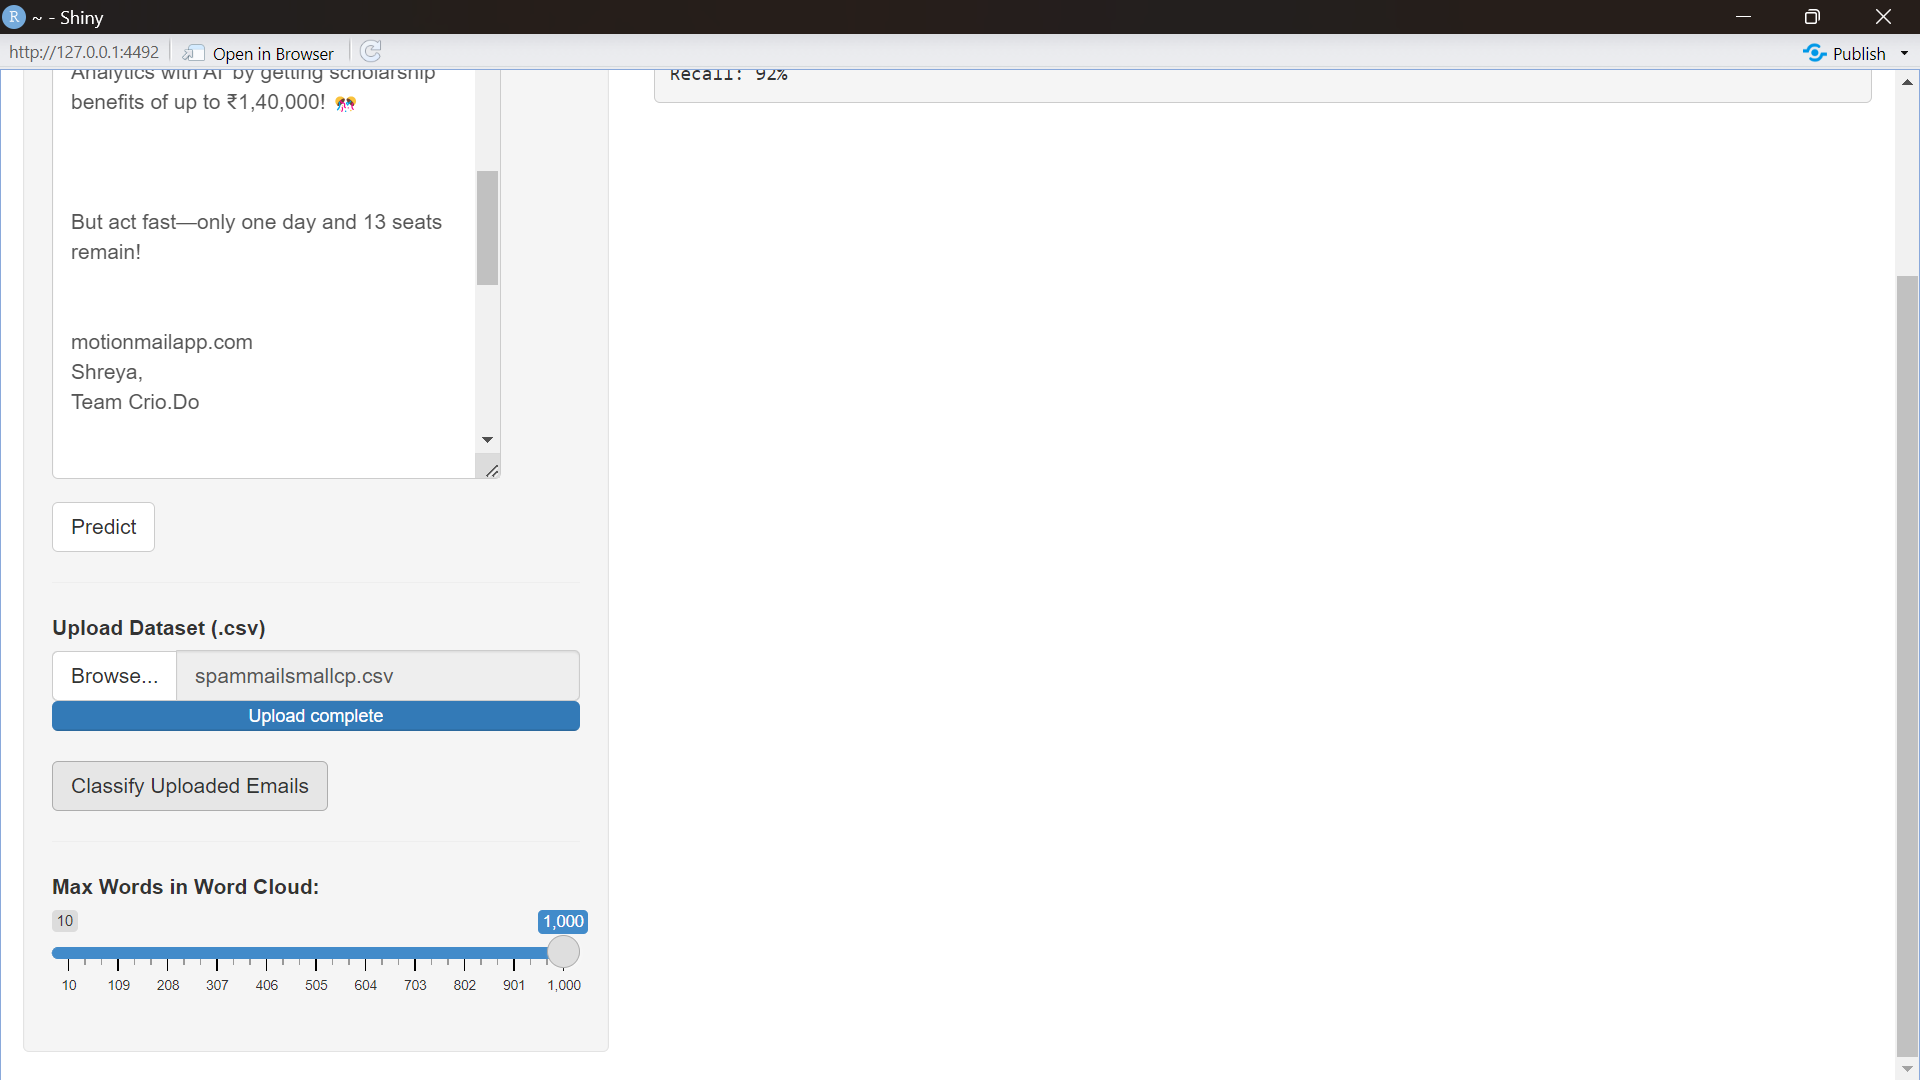 R ~ - Shiny
http://127.0.0.1:4492 Open in Browser Publish
Analytics with AI by getting scholarship
benefits of up to ₹1,40,000! 🎊
But act fast—only one day and 13 seats
remain!
motionmailapp.com
Shreya,
Team Crio.Do
Recall: 92%
Predict
Upload Dataset (.csv)
Browse... spammailsmallcp.csv
Upload complete
Classify Uploaded Emails
Max Words in Word Cloud:
10 1,000
10 109 208 307 406 505 604 703 802 901 1,000